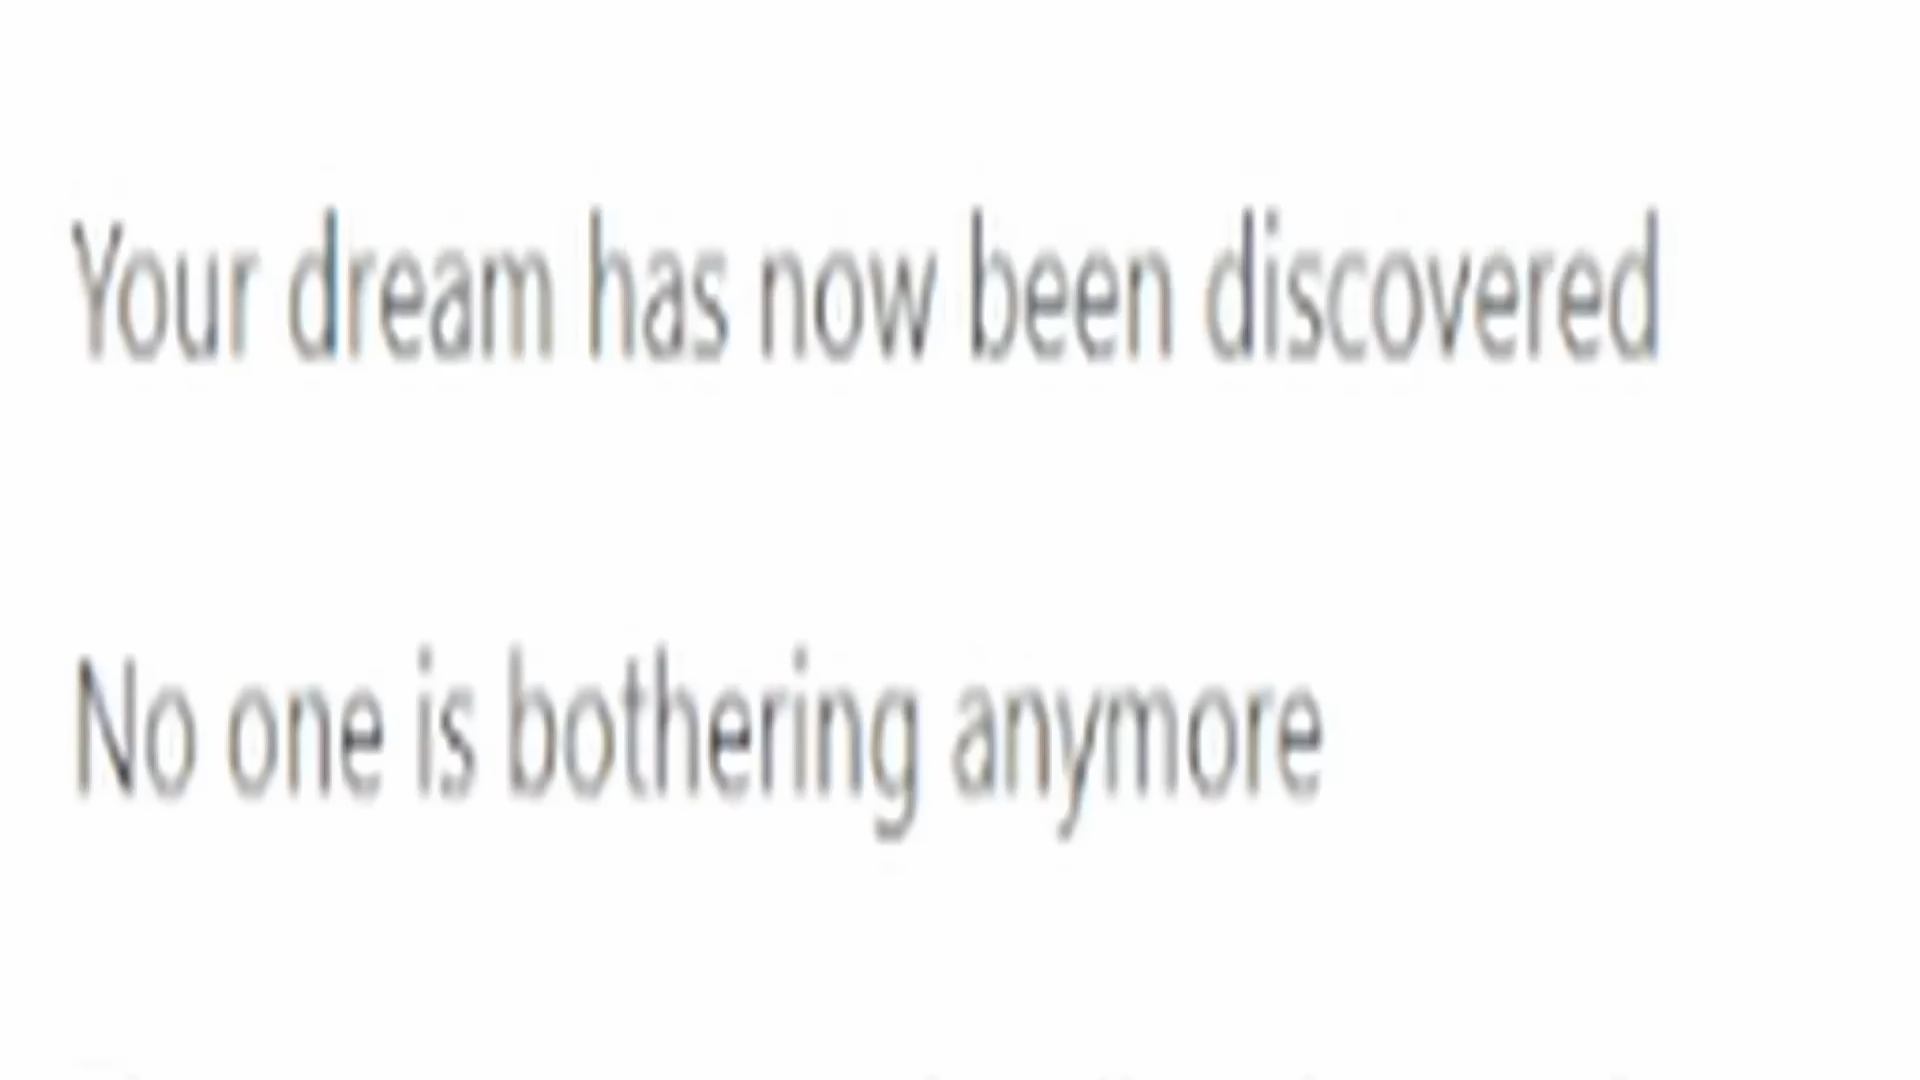 Your dream has now been discovered
No one is bothering anymore